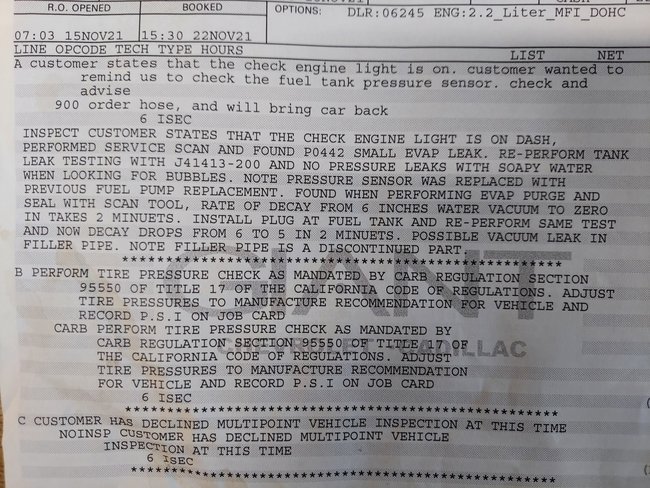 R.O. OPENED BOOKED OPTIONS: DLR:06245 ENG:2.2_Liter_MFI_DOHC
07:03 15NOV21 15:30 22NOV21
LINE OPCODE TECH TYPE HOURS LIST NET
A customer states that the check engine light is on. customer wanted to
remind us to check the fuel tank pressure sensor. check and
advise
900 order hose, and will bring car back
6 ISEC
INSPECT CUSTOMER STATES THAT THE CHECK ENGINE LIGHT IS ON DASH,
PERFORMED SERVICE SCAN AND FOUND P0442 SMALL EVAP LEAK. RE-PERFORM TANK
LEAK TESTING WITH J41413-200 AND NO PRESSURE LEAKS WITH SOAPY WATER
WHEN LOOKING FOR BUBBLES. NOTE PRESSURE SENSOR WAS REPLACED WITH
PREVIOUS FUEL PUMP REPLACEMENT. FOUND WHEN PERFORMING EVAP PURGE AND
SEAL WITH SCAN TOOL, RATE OF DECAY FROM 6 INCHES WATER VACUUM TO ZERO
IN TAKES 2 MINUETS. INSTALL PLUG AT FUEL TANK AND RE-PERFORM SAME TEST
AND NOW DECAY DROPS FROM 6 TO 5 IN 2 MINUETS. POSSIBLE VACUUM LEAK IN
FILLER PIPE. NOTE FILLER PIPE IS A DISCONTINUED PART.
****************************************************
B PERFORM TIRE PRESSURE CHECK AS MANDATED BY CARB REGULATION SECTION
95550 OF TITLE 17 OF THE CALIFORNIA CODE OF REGULATIONS. ADJUST
TIRE PRESSURES TO MANUFACTURE RECOMMENDATION FOR VEHICLE AND
RECORD P.S.I ON JOB CARD
GIANT
CARB PERFORM TIRE PRESSURE CHECK AS MANDATED BY
CARB REGULATION SECTION 95550 OF TITLE 17 OF
CHEVROLET CADILLAC
THE CALIFORNIA CODE OF REGULATIONS. ADJUST
TIRE PRESSURES TO MANUFACTURE RECOMMENDATION
FOR VEHICLE AND RECORD P.S.I ON JOB CARD
6 ISEC
****************************************************
C CUSTOMER HAS DECLINED MULTIPOINT VEHICLE INSPECTION AT THIS TIME
NOINSP CUSTOMER HAS DECLINED MULTIPOINT VEHICLE
INSPECTION AT THIS TIME
6 ISEC
****************************************************